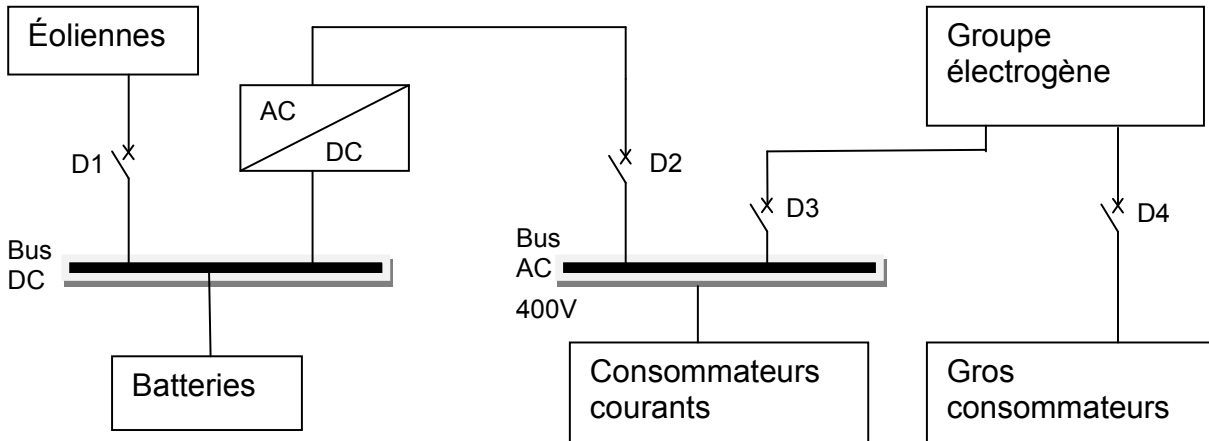 Éoliennes
Groupe
électrogène
AC
DC
D1
D2
D3
D4
Bus
DC
Bus
AC
400V
Batteries
Consommateurs
courants
Gros
consommateurs